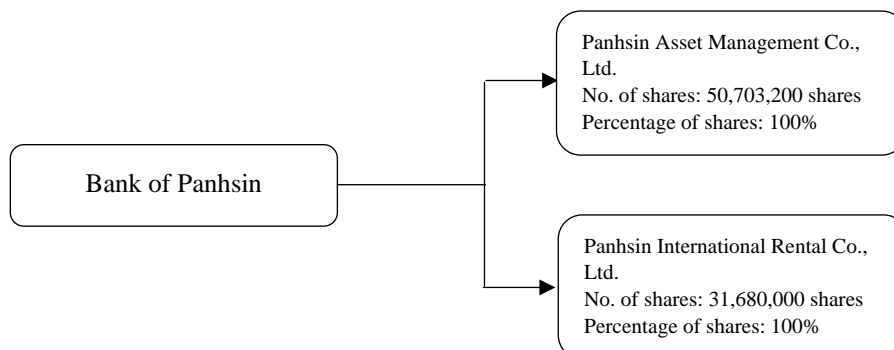 Panhsin Asset Management Co.,
Ltd.
No. of shares: 50,703,200 shares
Percentage of shares: 100%
Bank of Panhsin
Panhsin International Rental Co.,
Ltd.
No. of shares: 31,680,000 shares
Percentage of shares: 100%